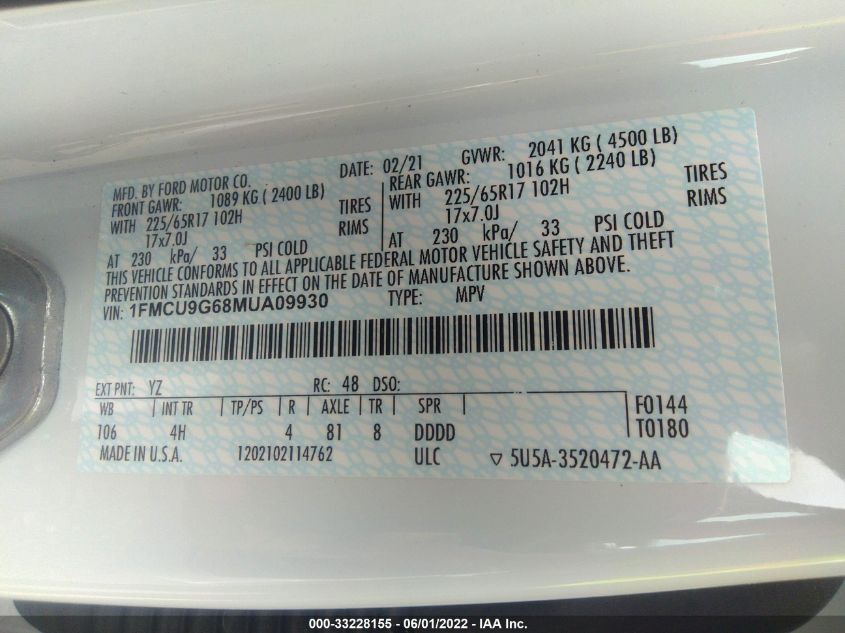 MFD. BY FORD MOTOR CO. DATE: 02/21 GVWR: 2041 KG ( 4500 LB)
FRONT GAWR: 1089 KG ( 2400 LB) REAR GAWR: 1016 KG ( 2240 LB)
WITH 225/65R17 102H TIRES WITH 225/65R17 102H TIRES
17x7.0J RIMS 17x7.0J RIMS
AT 230 kPa/ 33 PSI COLD AT 230 kPa/ 33 PSI COLD
THIS VEHICLE CONFORMS TO ALL APPLICABLE FEDERAL MOTOR VEHICLE SAFETY AND THEFT
PREVENTION STANDARDS IN EFFECT ON THE DATE OF MANUFACTURE SHOWN ABOVE.
VIN: 1FMCU9G68MUA09930 TYPE: MPV
EXT PNT: YZ RC: 48 DSO:
WB INT TR TP/PS R AXLE TR SPR F0144
106 4H 4 81 8 DDDD T0180
MADE IN U.S.A. 1202102114762 ULC ▽ 5U5A-3520472-AA
000-33228155 - 06/01/2022 - IAA Inc.